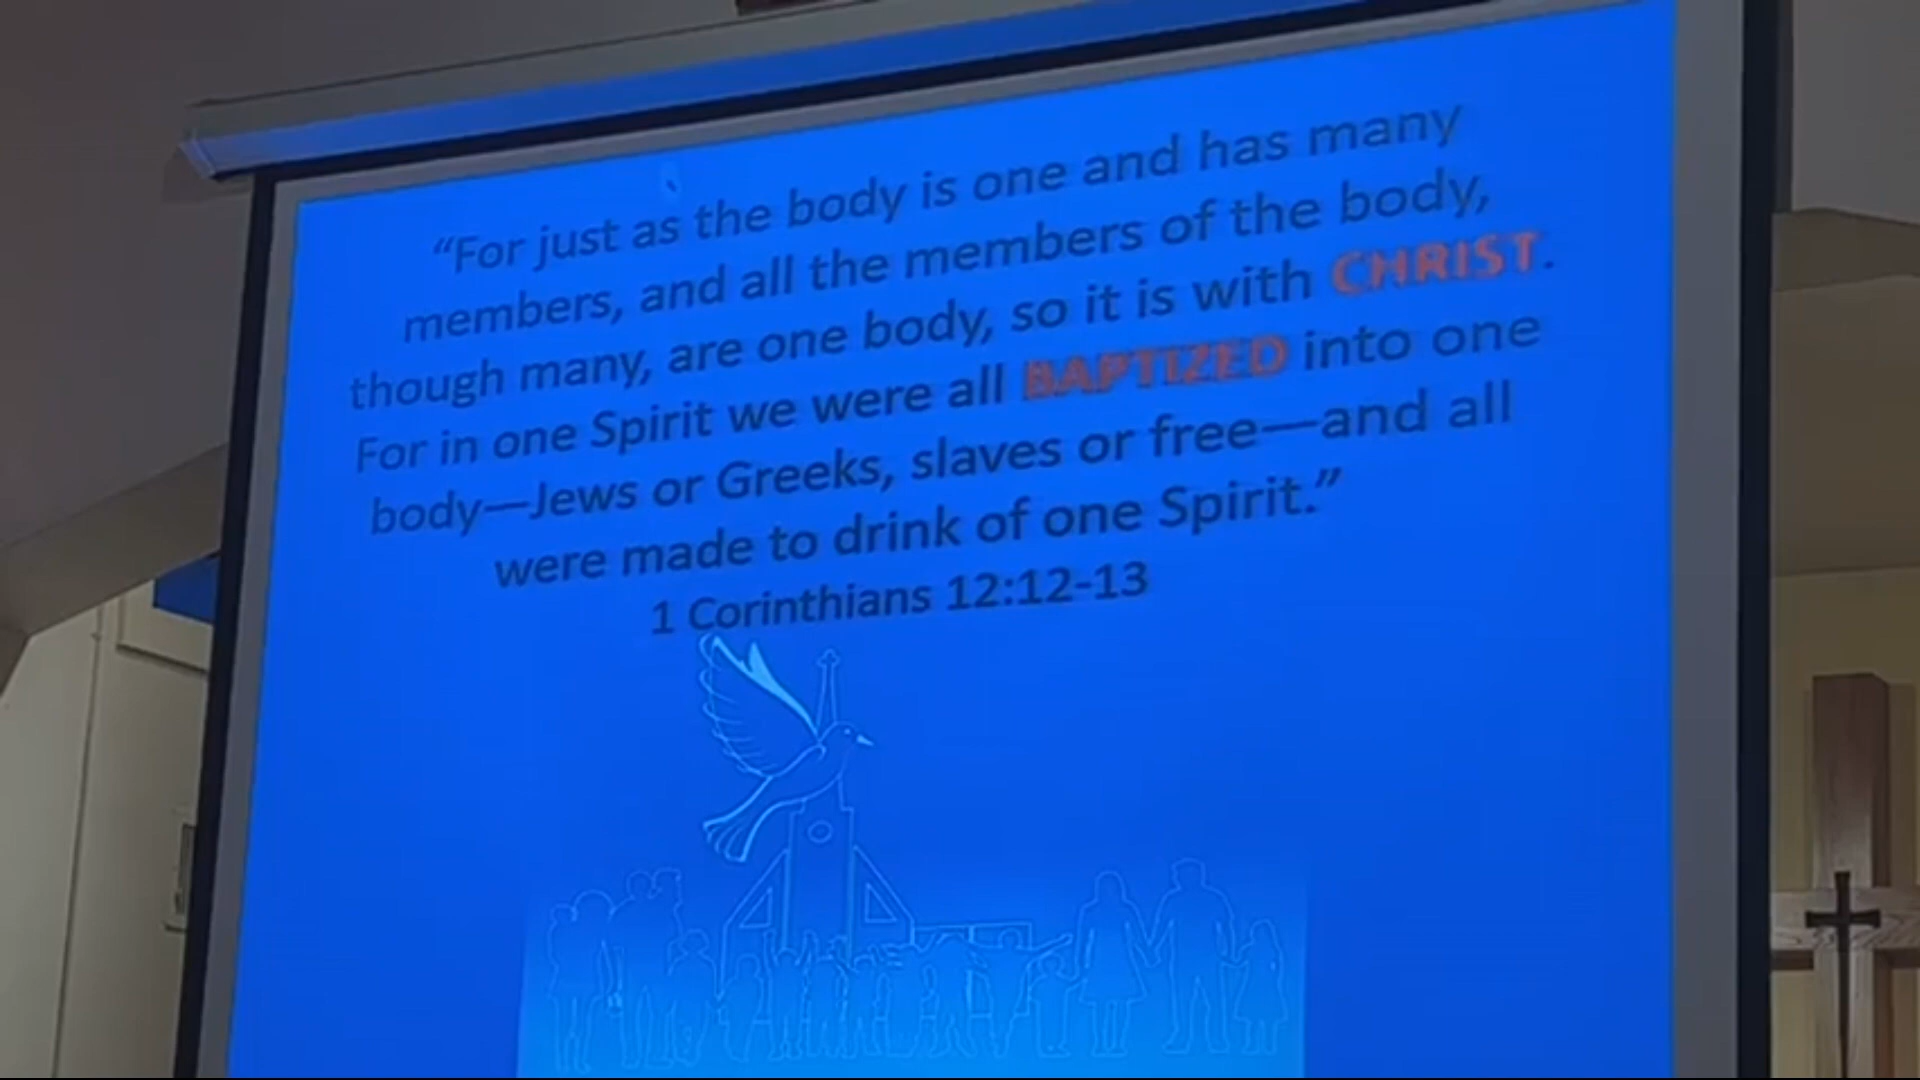 “For just as the body is one and has many
members, and all the members of the body,
though many, are one body, so it is with CHRIST.
For in one Spirit we were all BAPTIZED into one
body—Jews or Greeks, slaves or free—and all
were made to drink of one Spirit.”
1 Corinthians 12:12-13